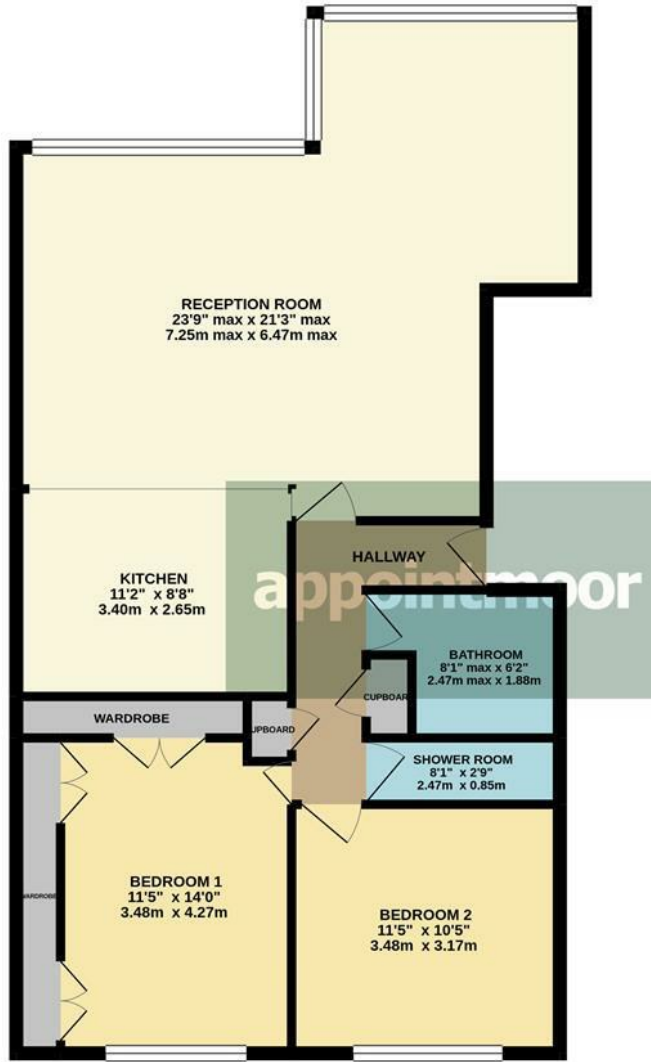 RECEPTION ROOM
23'9" max x 21'3" max
7.25m max x 6.47m max
KITCHEN
11'2" x 8'8"
3.40m x 2.65m
HALLWAY
appointmoor
BATHROOM
8'1" max x 6'2"
2.47m max x 1.88m
CUPBOARD
WARDROBE
UPBOARD
SHOWER ROOM
8'1" x 2'9"
2.47m x 0.85m
WARDROBE
BEDROOM 1
11'5" x 14'0"
3.48m x 4.27m
BEDROOM 2
11'5" x 10'5"
3.48m x 3.17m